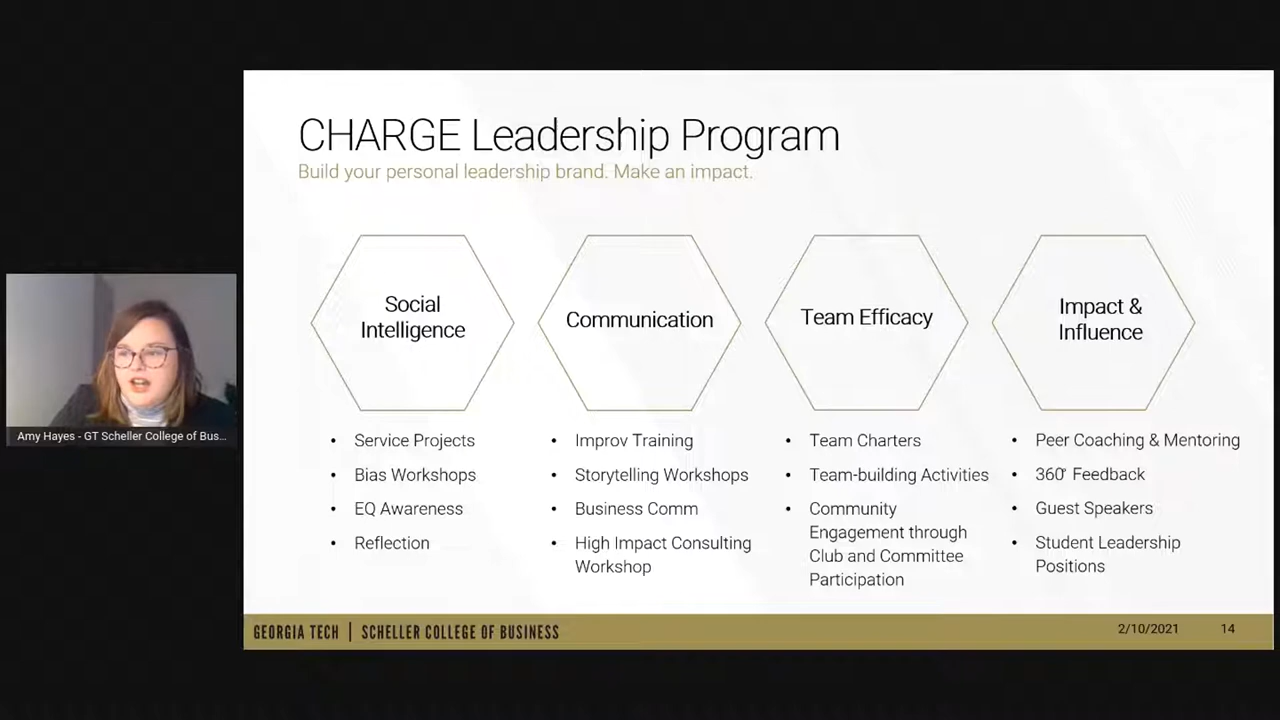 CHARGE Leadership Program
Build your personal leadership brand. Make an impact.
Social
Intelligence
Communication
Team Efficacy
Impact &
Influence
• Service Projects
• Bias Workshops
• EQ Awareness
• Reflection
• Improv Training
• Storytelling Workshops
• Business Comm
• High Impact Consulting
Workshop
• Team Charters
• Team-building Activities
• Community
Engagement through
Club and Committee
Participation
• Peer Coaching & Mentoring
• 360° Feedback
• Guest Speakers
• Student Leadership
Positions
Amy Hayes - GT Scheller College of Bus...
GEORGIA TECH | SCHELLER COLLEGE OF BUSINESS
2/10/2021 14